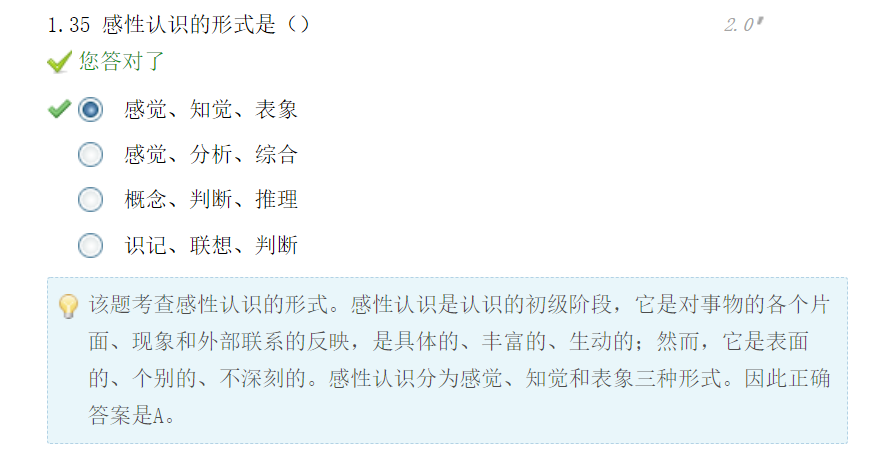 1.35 感性认识的形式是（）
2.0'
您答对了
感觉、知觉、表象
感觉、分析、综合
概念、判断、推理
识记、联想、判断
该题考查感性认识的形式。感性认识是认识的初级阶段，它是对事物的各个片
面、现象和外部联系的反映，是具体的、丰富的、生动的；然而，它是表面
的、个别的、不深刻的。感性认识分为感觉、知觉和表象三种形式。因此正确
答案是A。